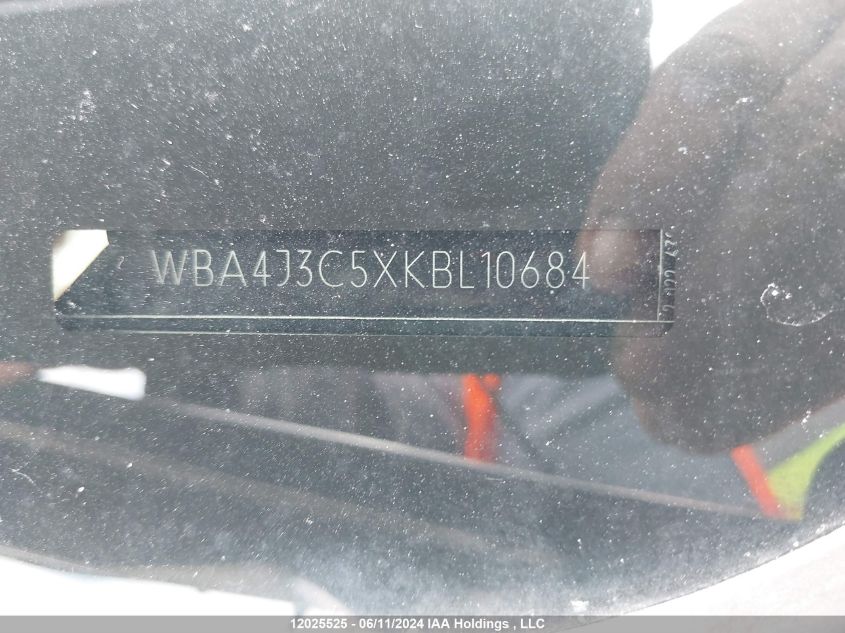 WBA4J3C5XKBL10684
12025525 - 06/11/2024 IAA Holdings , LLC